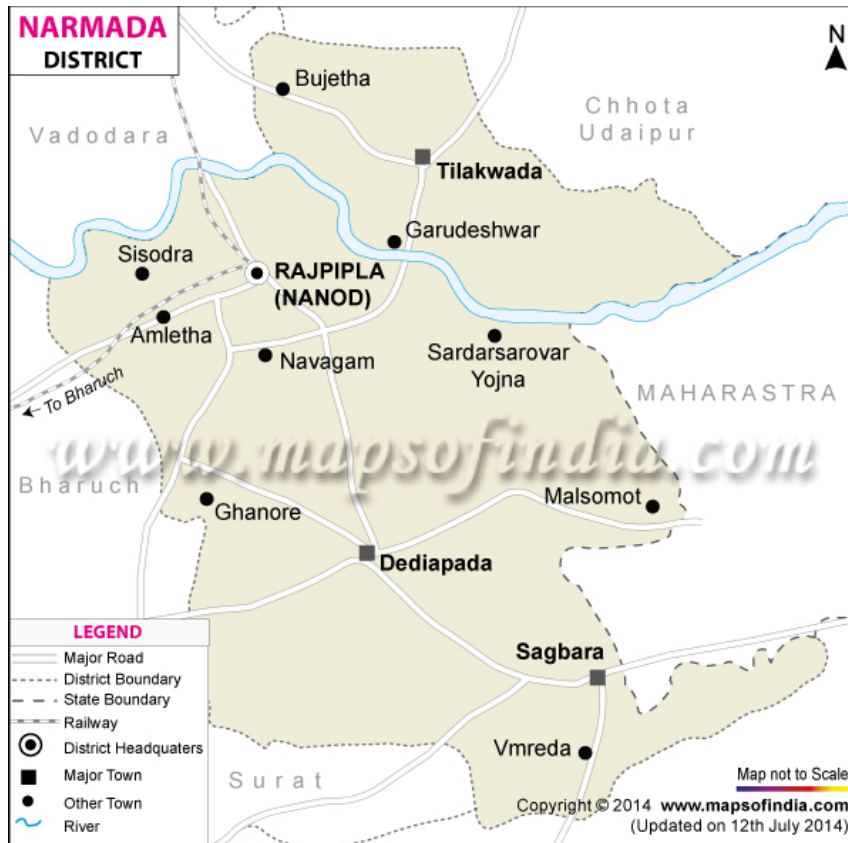 NARMADA
DISTRICT
N
Bujetha
Chhota
Udaipur
Vadodara
Tilakwada
Garudeshwar
Sisodra
RAJPIPLA
(NANOD)
Amletha
Navagam
Sardarsarovar
Yojna
To Bharuch
MAHARASTRA
www.mapsofindia.com
Bharuch
Ghanore
Malsomot
Dediapada
Sagbara
Vmreda
Surat
LEGEND
Major Road
District Boundary
State Boundary
Railway
District Headquaters
Major Town
Other Town
River
Map not to Scale
Copyright © 2014 www.mapsofindia.com
(Updated on 12th July 2014)